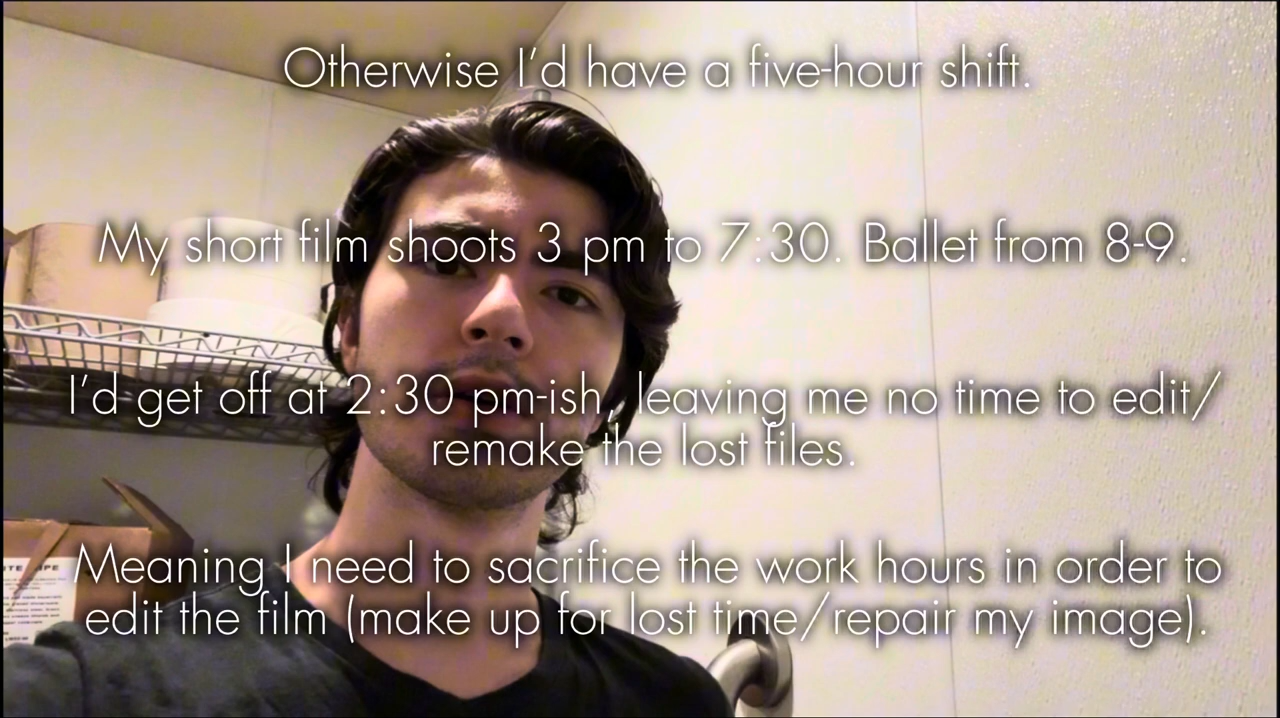 Otherwise I'd have a five-hour shift.
My short film shoots 3 pm to 7:30. Ballet from 8-9.
I'd get off at 2:30 pm-ish, leaving me no time to edit/
remake the lost files.
Meaning I need to sacrifice the work hours in order to
edit the film (make up for lost time/repair my image).